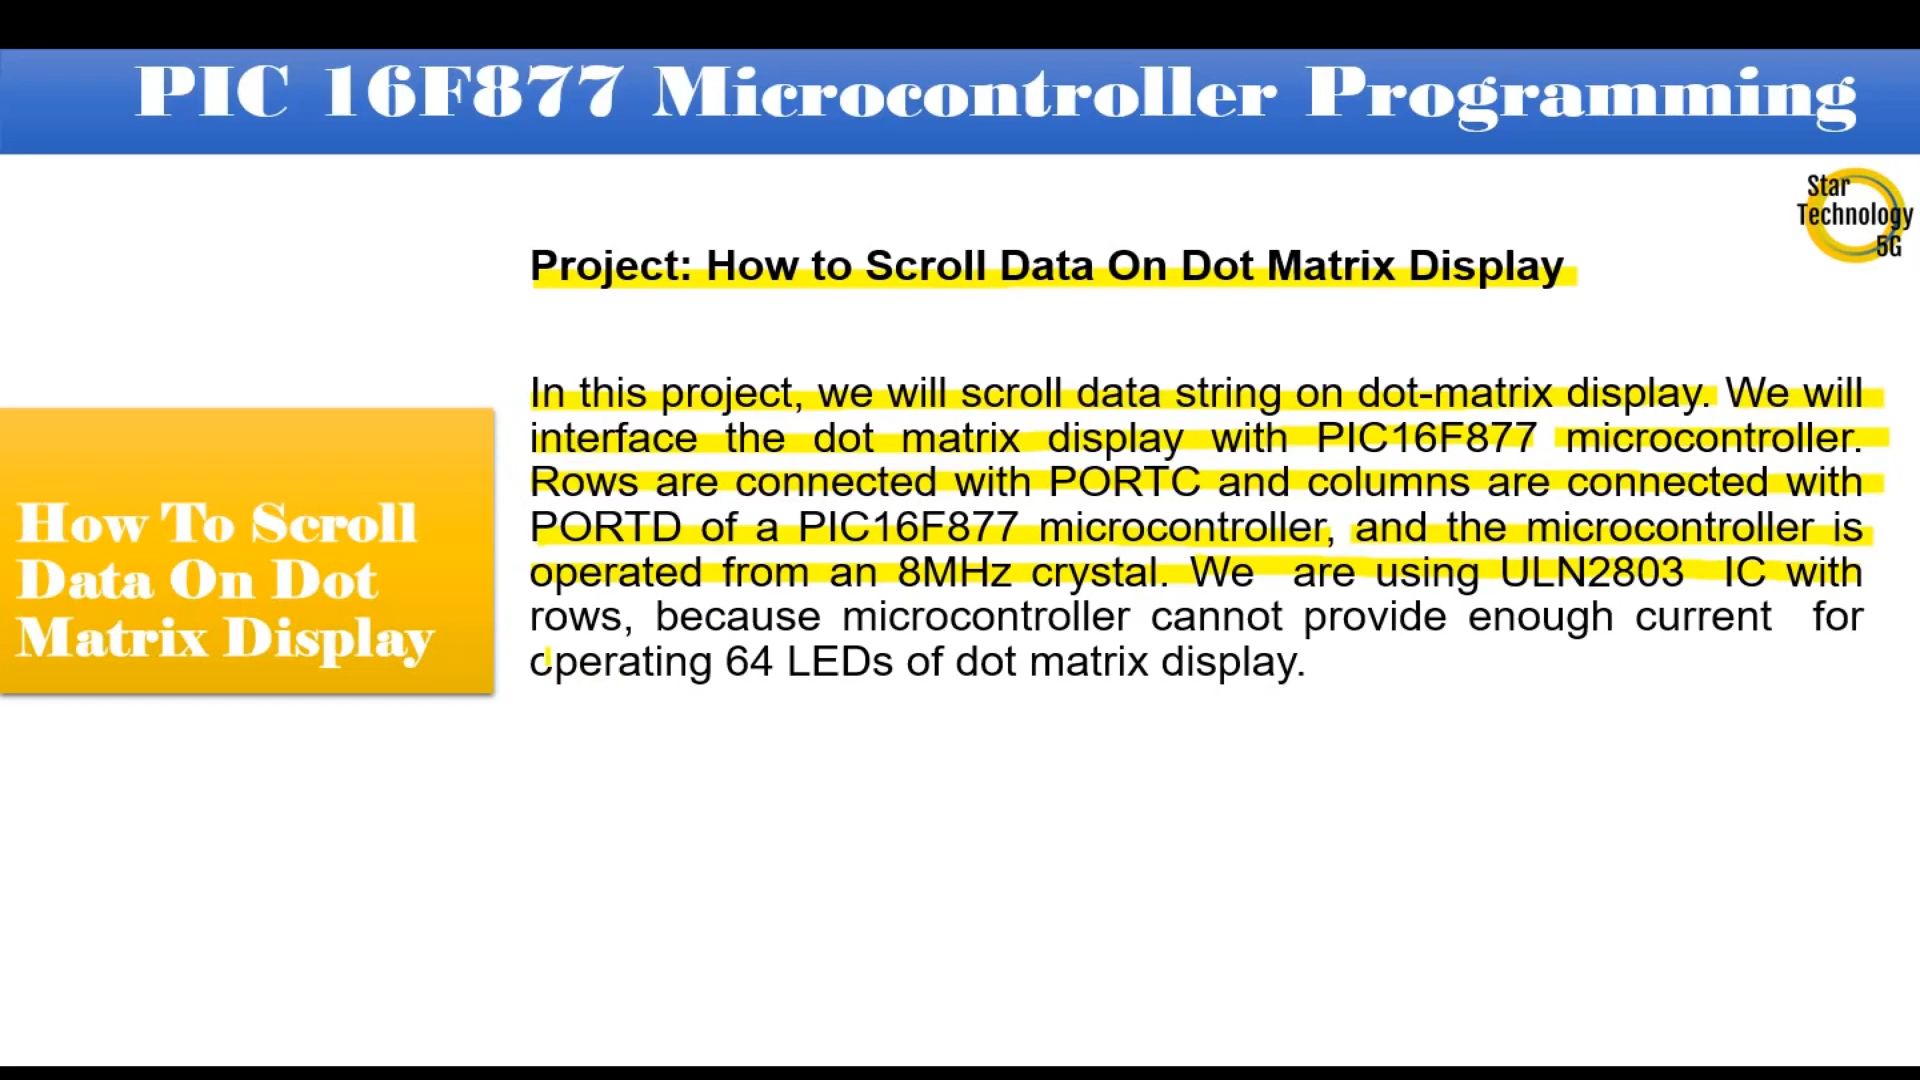 PIC 16F877 Microcontroller Programming
Star
Technology
5G
Project: How to Scroll Data On Dot Matrix Display
In this project, we will scroll data string on dot-matrix display. We will
interface the dot matrix display with PIC16F877 microcontroller.
Rows are connected with PORTC and columns are connected with
PORTD of a PIC16F877 microcontroller, and the microcontroller is
operated from an 8MHz crystal. We are using ULN2803 IC with
rows, because microcontroller cannot provide enough current for
operating 64 LEDs of dot matrix display.
How To Scroll
Data On Dot
Matrix Display